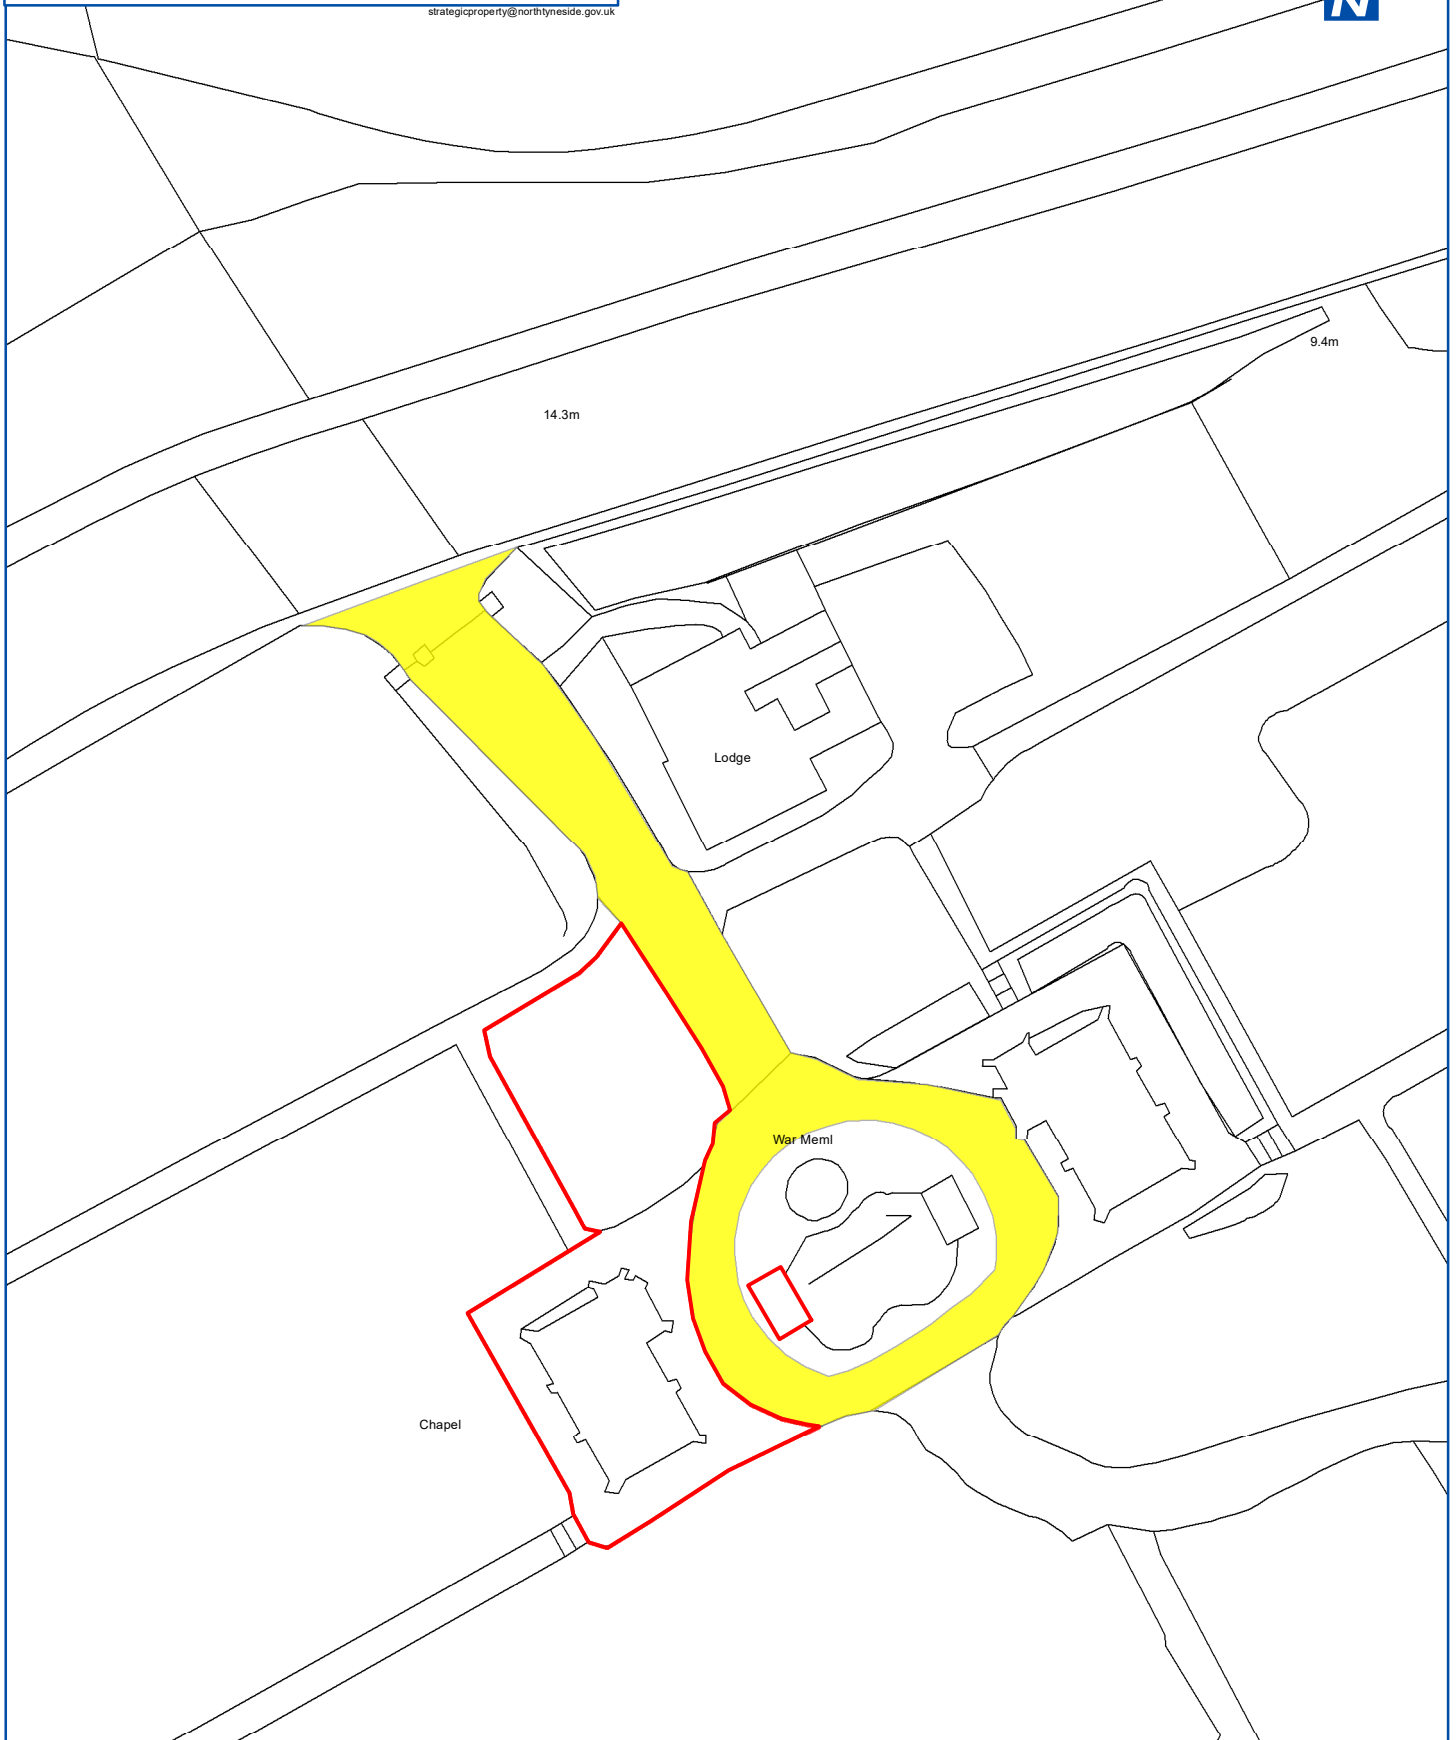 strategicproperty@northtyneside.gov.uk
N
9.4m
14.3m
Lodge
War Meml
Chapel